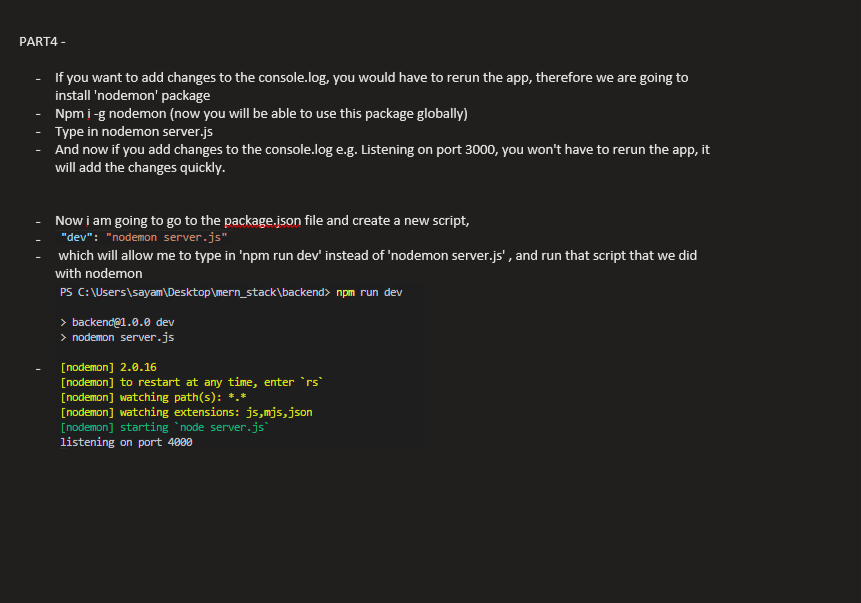 PART4 -
- If you want to add changes to the console.log, you would have to rerun the app, therefore we are going to
install 'nodemon' package
- Npm i -g nodemon (now you will be able to use this package globally)
- Type in nodemon server.js
- And now if you add changes to the console.log e.g. Listening on port 3000, you won't have to rerun the app, it
will add the changes quickly.
- Now i am going to go to the package.json file and create a new script,
- "dev": "nodemon server.js"
- which will allow me to type in 'npm run dev' instead of 'nodemon server.js' , and run that script that we did
with nodemon
PS C:\Users\sayam\Desktop\mern_stack\backend> npm run dev
> backend@1.0.0 dev
> nodemon server.js
- [nodemon] 2.0.16
[nodemon] to restart at any time, enter `rs`
[nodemon] watching path(s): *.*
[nodemon] watching extensions: js,mjs,json
[nodemon] starting `node server.js`
listening on port 4000